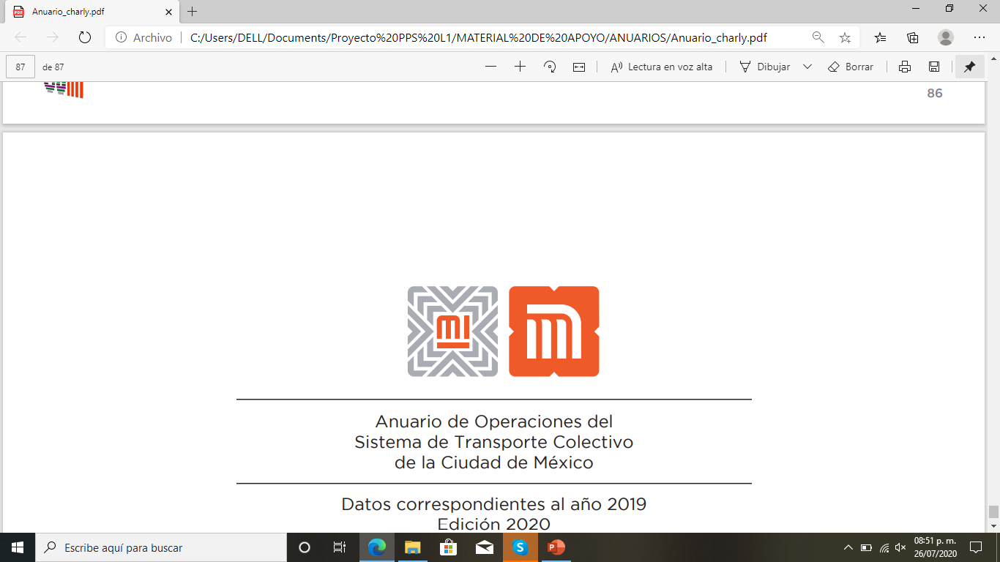 Anuario_charly.pdf
Archivo
C:/Users/DELL/Documents/Proyecto%20PPS%20L1/MATERIAL%20DE%20APOYO/ANUARIOS/Anuario_charly.pdf
87
de 87
Lectura en voz alta
Dibujar
Borrar
86
Anuario de Operaciones del
Sistema de Transporte Colectivo
de la Ciudad de México
Datos correspondientes al año 2019
Edición 2020
Escribe aquí para buscar
08:51 p. m.
26/07/2020